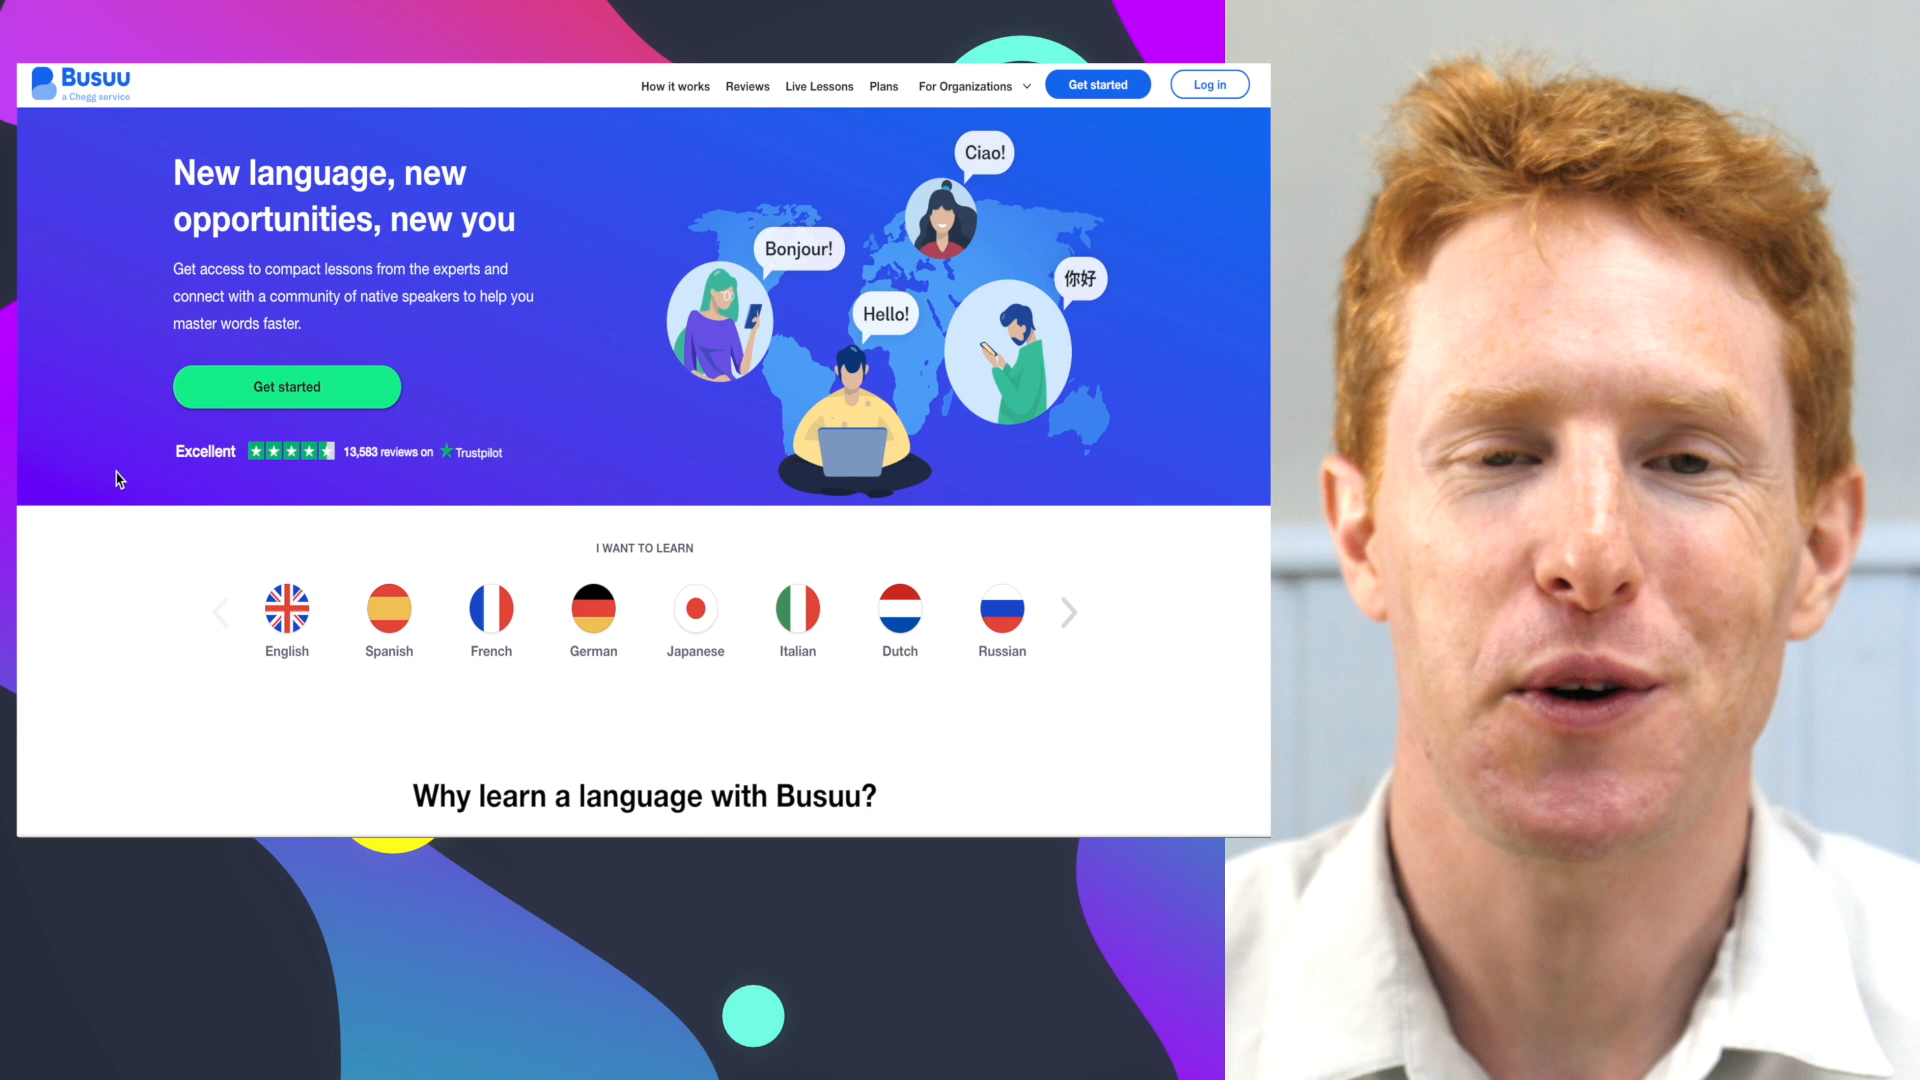 Busuu
a Chegg service
How it works
Reviews
Live Lessons
Plans
For Organizations
Get started
Log in
New language, new
opportunities, new you
Get access to compact lessons from the experts and
connect with a community of native speakers to help you
master words faster.
Get started
Excellent
13,583 reviews on
Trustpilot
Ciao!
Bonjour!
你好
Hello!
I WANT TO LEARN
English
Spanish
French
German
Japanese
Italian
Dutch
Russian
Why learn a language with Busuu?